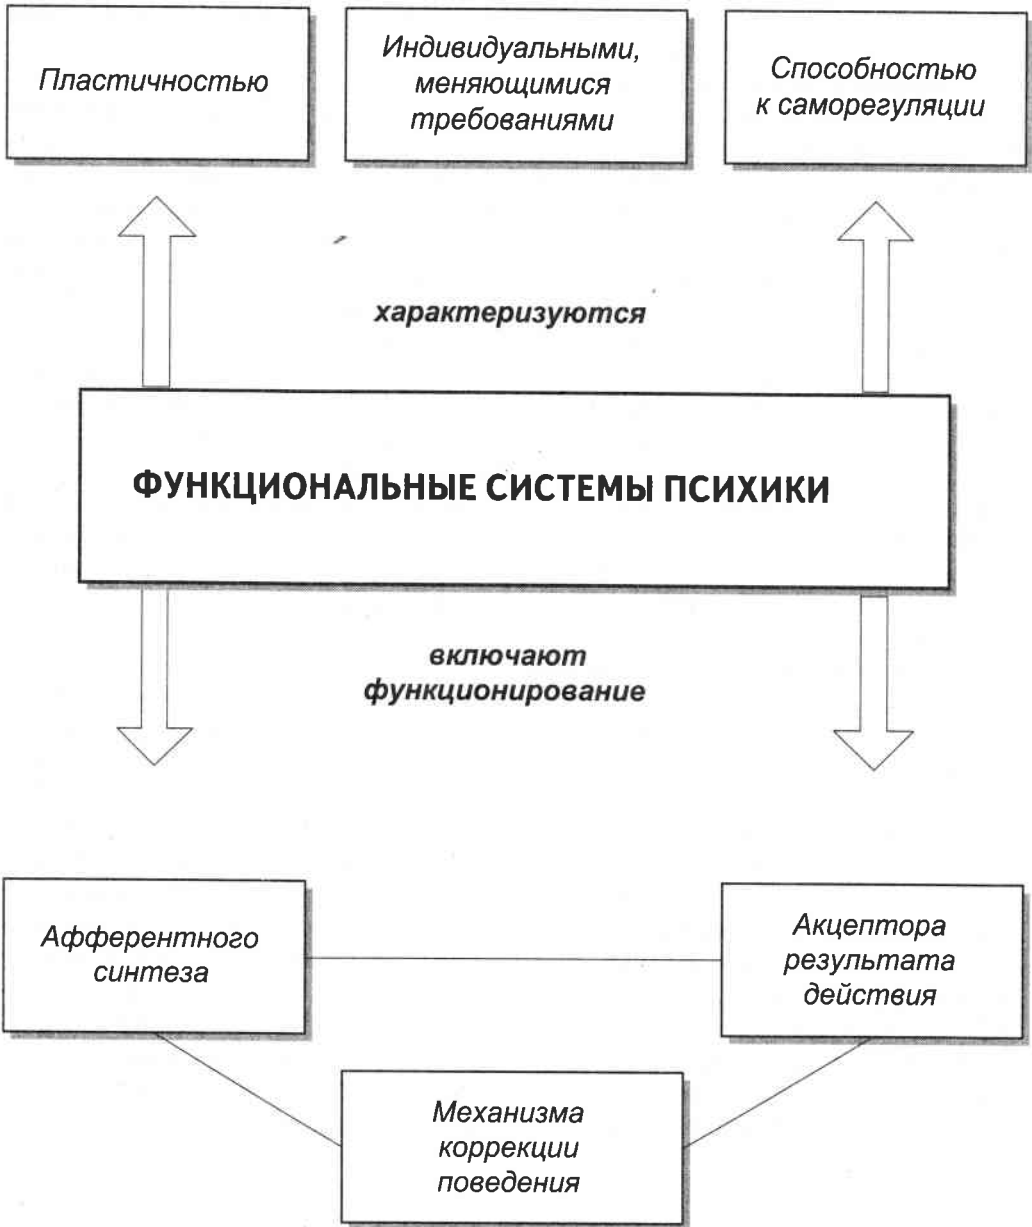 Пластичностью
Индивидуальными,
меняющимися
требованиями
Способностью
к саморегуляции
характеризуются
ФУНКЦИОНАЛЬНЫЕ СИСТЕМЫ ПСИХИКИ
включают
функционирование
Афферентного
синтеза
Акцептора
результата
действия
Механизма
коррекции
поведения